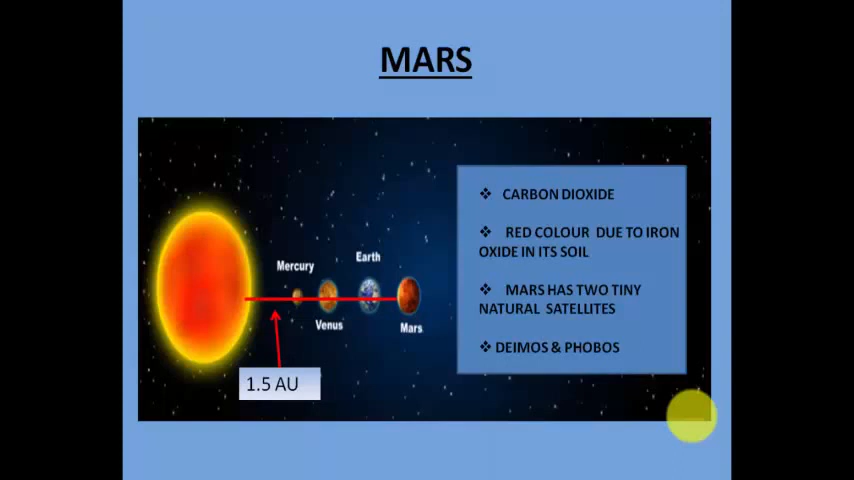 MARS
❖ CARBON DIOXIDE
❖ RED COLOUR DUE TO IRON
OXIDE IN ITS SOIL
❖ MARS HAS TWO TINY
NATURAL SATELLITES
❖ DEIMOS & PHOBOS
Earth
Mercury
Venus
Mars
1.5 AU